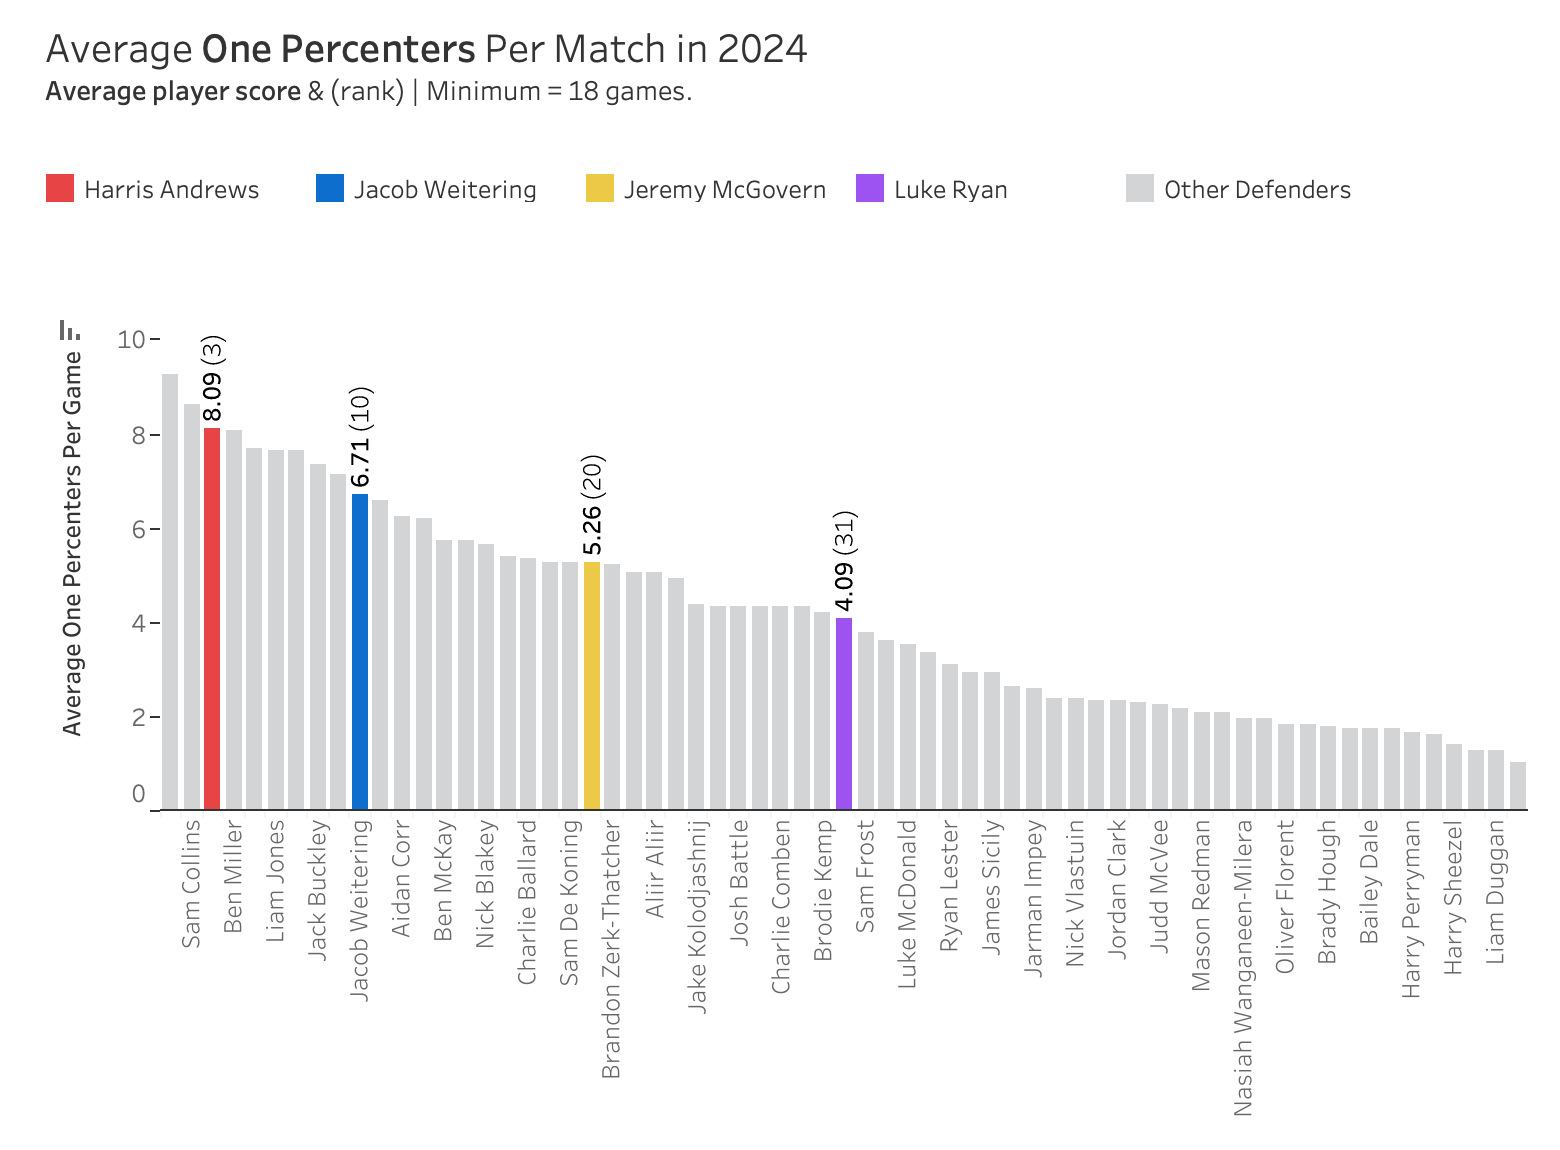 Average One Percenters Per Match in 2024
Average player score & (rank) | Minimum = 18 games.
Harris Andrews
Jacob Weitering
Jeremy McGovern
Luke Ryan
Other Defenders
Average One Percenters Per Game
10
8
6
4
2
0
8.09 (3)
6.71 (10)
5.26 (20)
4.09 (31)
Sam Collins
Ben Miller
Liam Jones
Jack Buckley
Jacob Weitering
Aidan Corr
Ben McKay
Nick Blakey
Charlie Ballard
Sam De Koning
Brandon Zerk-Thatcher
Aliir Aliir
Jake Kolodjashnij
Josh Battle
Charlie Comben
Brodie Kemp
Sam Frost
Luke McDonald
Ryan Lester
James Sicily
Jarman Impey
Nick Vlastuin
Jordan Clark
Judd McVee
Mason Redman
Nasiah Wanganeen-Milera
Oliver Florent
Brady Hough
Bailey Dale
Harry Perryman
Harry Sheezel
Liam Duggan